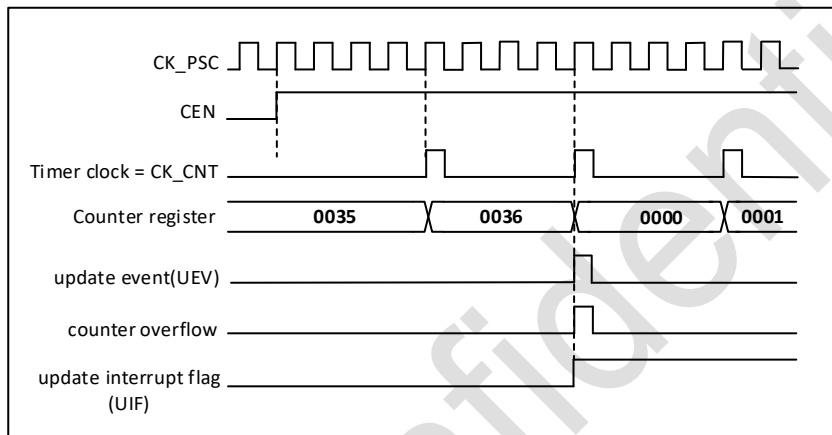 CK_PSC
CEN
Timer clock = CK_CNT
Counter register 0035 0036 0000 0001
update event(UEV)
counter overflow
update interrupt flag
(UIF)